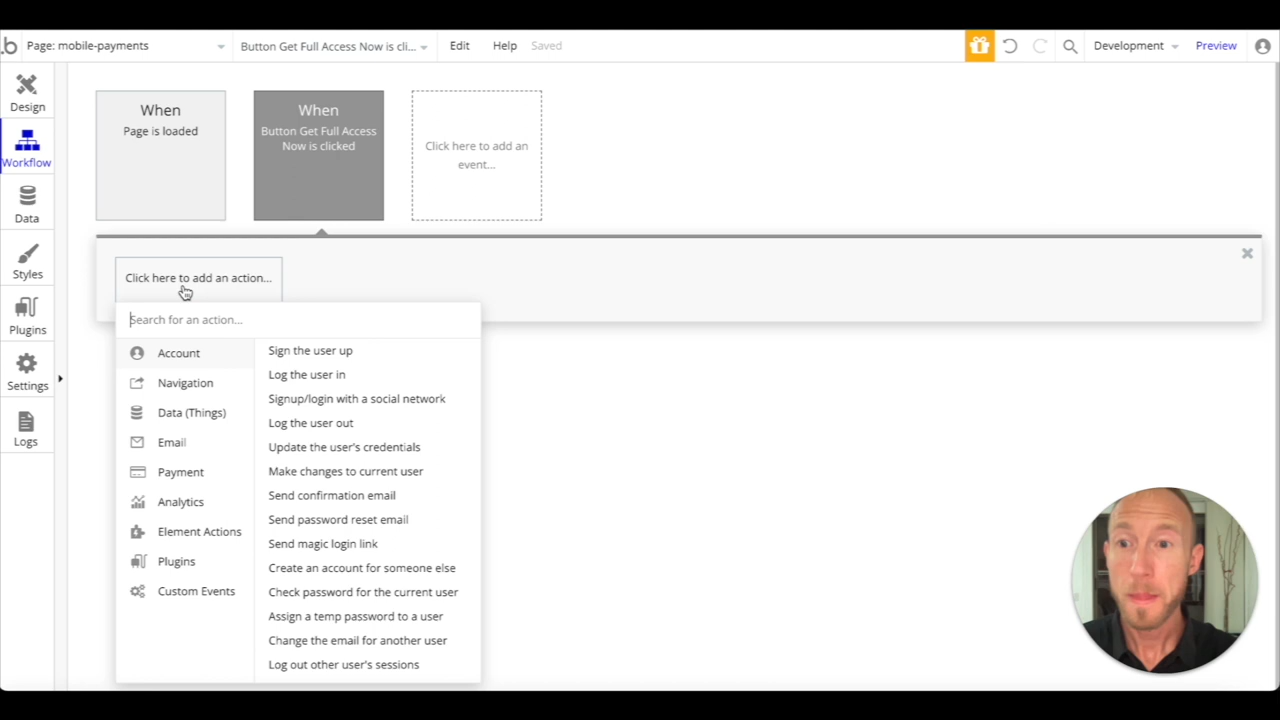 .b Page: mobile-payments
Button Get Full Access Now is cli...
Edit
Help
Saved
Development
Preview
Design
Workflow
Data
Styles
Plugins
Settings
Logs
When
Page is loaded
When
Button Get Full Access
Now is clicked
Click here to add an
event...
Click here to add an action...
Search for an action...
Account
Navigation
Data (Things)
Email
Payment
Analytics
Element Actions
Plugins
Custom Events
Sign the user up
Log the user in
Signup/login with a social network
Log the user out
Update the user's credentials
Make changes to current user
Send confirmation email
Send password reset email
Send magic login link
Create an account for someone else
Check password for the current user
Assign a temp password to a user
Change the email for another user
Log out other user's sessions